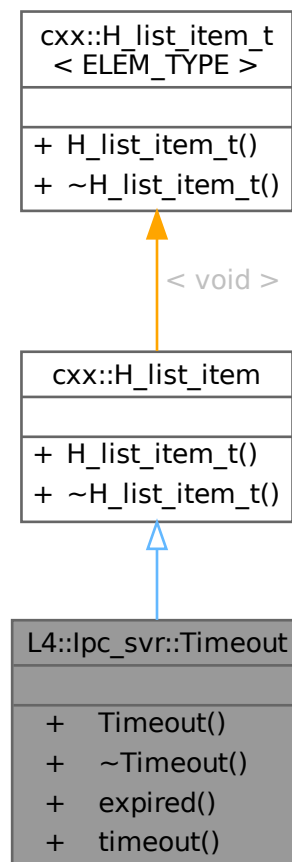 cxx::H_list_item_t
< ELEM_TYPE >
+ H_list_item_t()
+ ~H_list_item_t()
< void >
cxx::H_list_item
+ H_list_item_t()
+ ~H_list_item_t()
L4::Ipc_svr::Timeout
+ Timeout()
+ ~Timeout()
+ expired()
+ timeout()